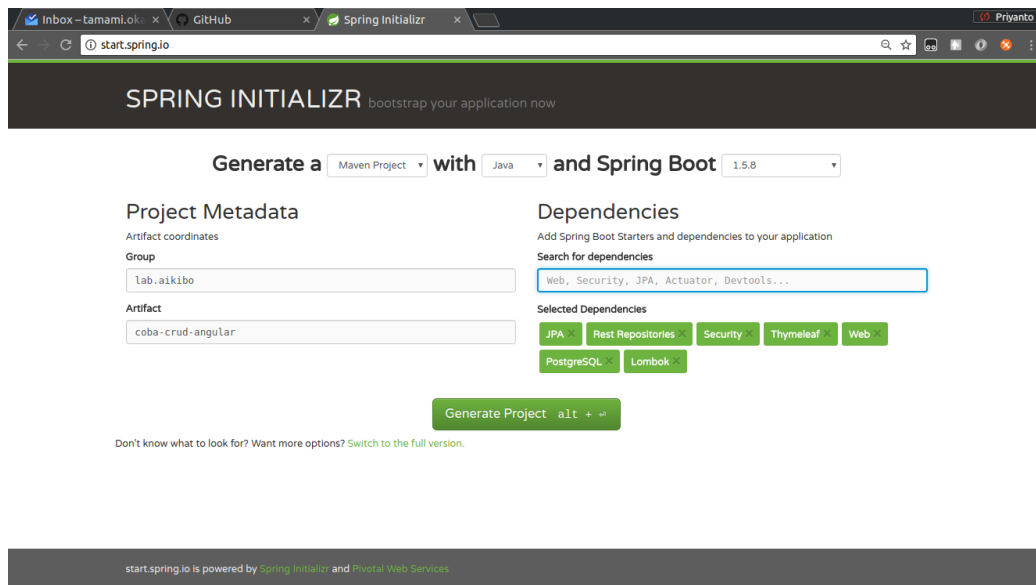 Inbox – tamami.oka
GitHub
Spring Initializr
Priyanto
start.spring.io
SPRING INITIALIZR bootstrap your application now
Generate a Maven Project with Java and Spring Boot 1.5.8
Project Metadata
Artifact coordinates
Group
lab.aikibo
Artifact
coba-crud-angular
Dependencies
Add Spring Boot Starters and dependencies to your application
Search for dependencies
Web, Security, JPA, Actuator, Devtools...
Selected Dependencies
JPA × Rest Repositories × Security × Thymeleaf × Web ×
PostgreSQL × Lombok ×
Generate Project alt + ⏎
Don't know what to look for? Want more options? Switch to the full version.
start.spring.io is powered by Spring Initializr and Pivotal Web Services